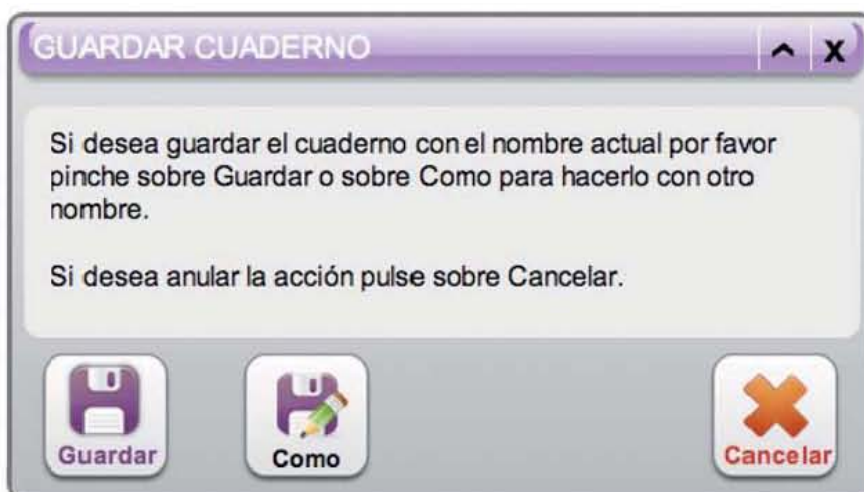 GUARDAR CUADERNO
Si desea guardar el cuaderno con el nombre actual por favor
pinche sobre Guardar o sobre Como para hacerlo con otro
nombre.
Si desea anular la acción pulse sobre Cancelar.
Guardar
Como
Cancelar